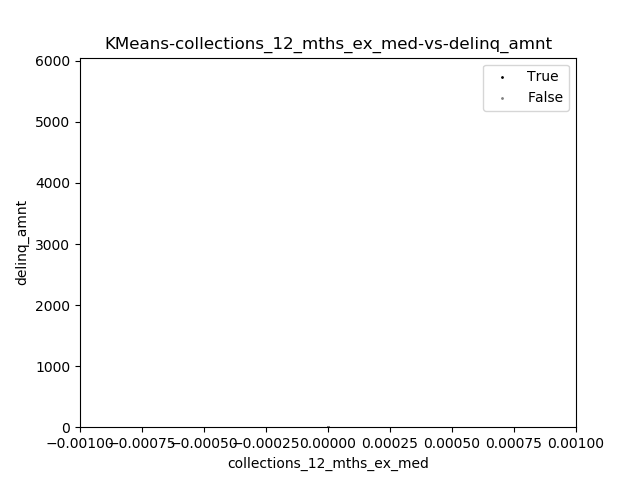 KMeans-collections_12_mths_ex_med-vs-delinq_amnt
True
False
6000
5000
4000
3000
2000
1000
0
delinq_amnt
−0.00100 −0.00075 −0.00050 −0.00025 0.00000 0.00025 0.00050 0.00075 0.00100
collections_12_mths_ex_med